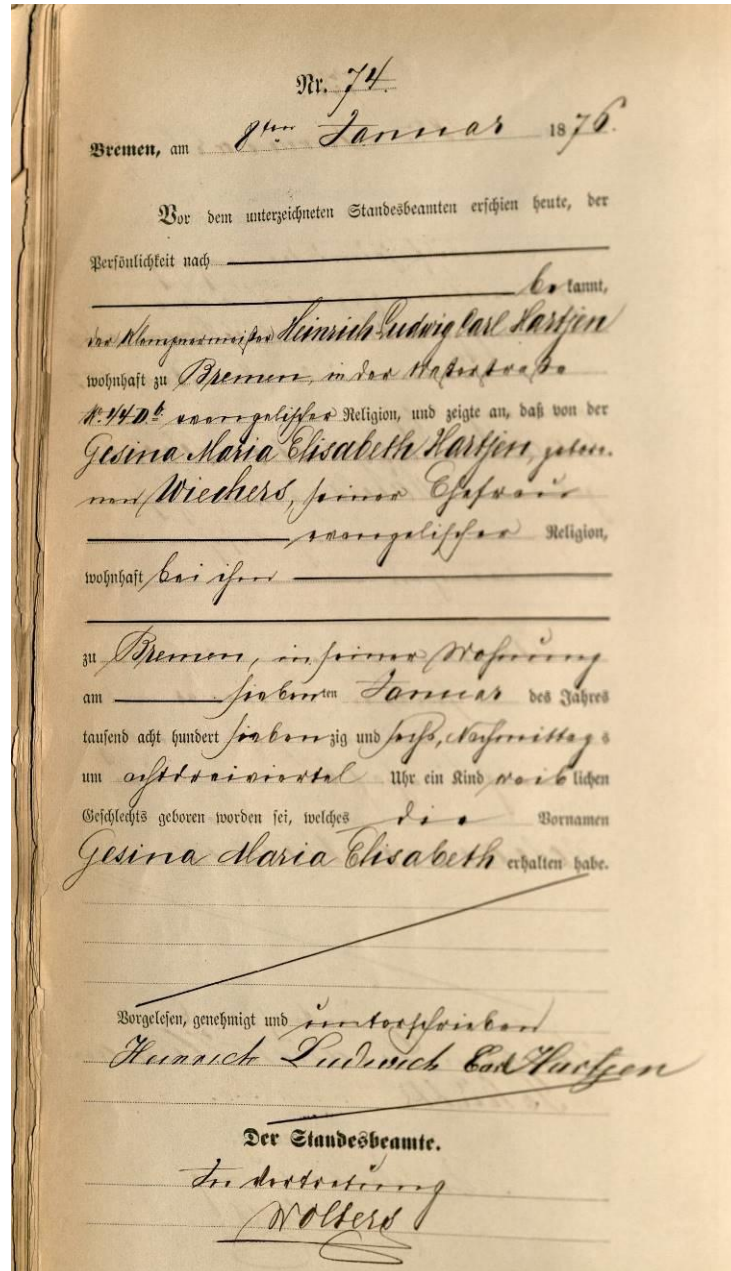 Nr. 74.
Bremen, am 8ten Januar 1876.
Vor dem unterzeichneten Standesbeamten erschien heute, der
Persönlichkeit nach
bekannt,
der Klempnermeister Heinrich Ludwig Carl Hartjen
wohnhaft zu Bremen, in der
evangelischer Religion, und zeigte an, daß von der
Gesina Maria Elisabeth Hartjen, gebore-
nen Wiechers, seiner Ehefrau
evangelischer Religion,
wohnhaft bei ihm
zu Bremen, in seiner Wohnung
am siebenten Januar des Jahres
tausend acht hundert siebenzig und sechs, Nachmittags
um achtdreiviertel Uhr ein Kind weiblichen
Geschlechts geboren worden sei, welches die Vornamen
Gesina Maria Elisabeth erhalten habe.
Vorgelesen, genehmigt und unterschrieben
Heinrich Ludwich Carl Hartjen
Der Standesbeamte.
In Vertretung
Wolters